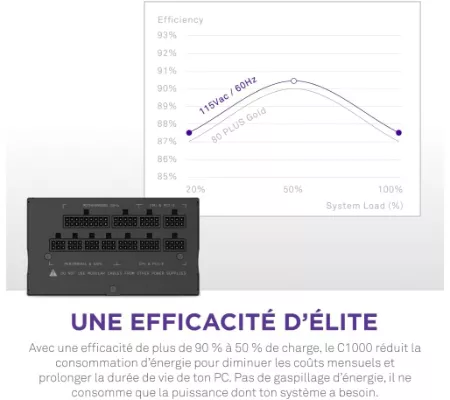 Efficiency
93%
92%
91%
90%
89%
88%
87%
86%
85%
115Vac / 60Hz
80 PLUS Gold
20%
50%
100%
System Load (%)
DO NOT USE MODULAR CABLES FROM OTHER POWER SUPPLIES
UNE EFFICACITÉ D’ÉLITE
Avec une efficacité de plus de 90 % à 50 % de charge, le C1000 réduit la
consommation d’énergie pour diminuer les coûts mensuels et
prolonger la durée de vie de ton PC. Pas de gaspillage d’énergie, il ne
consomme que la puissance dont ton système a besoin.